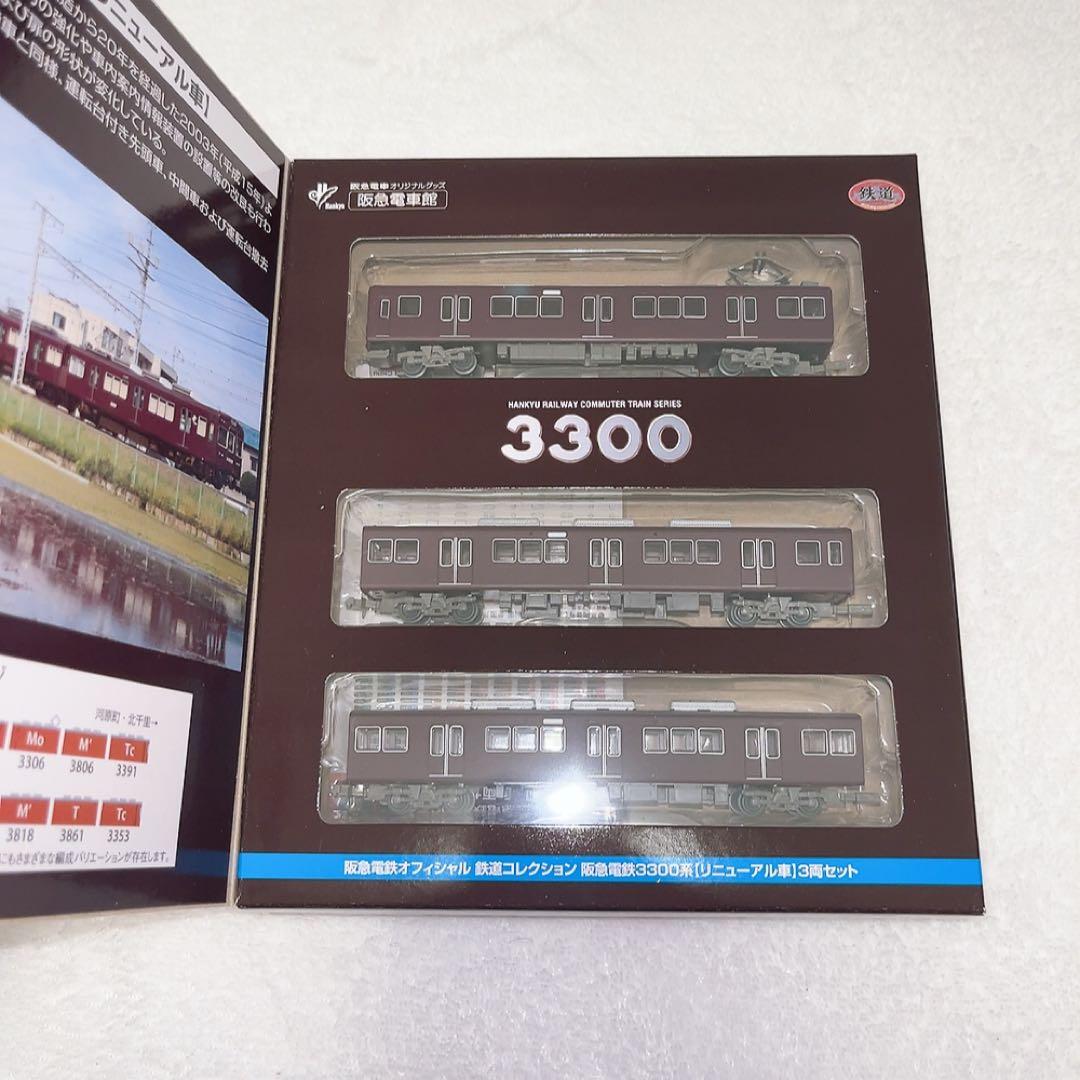 ニューアル車】
から20年を経過した2003年(平成15年)よ
の強化や車内案内情報装置の設置等の改良も行わ
よび扉の形状が変化している。
車と同様、運転台付き先頭車、中間車および運転台撤去
河原町・北千里→
Mo M' Tc
3306 3806 3391
M' T Tc
3818 3861 3353
にもさまざまな編成バリエーションが存在します。
Hankyu
阪急電車オリジナルグッズ
阪急電車館
鉄道
HANKYU RAILWAY COMMUTER TRAIN SERIES
3300
阪急電鉄オフィシャル 鉄道コレクション 阪急電鉄3300系[リニューアル車]3両セット